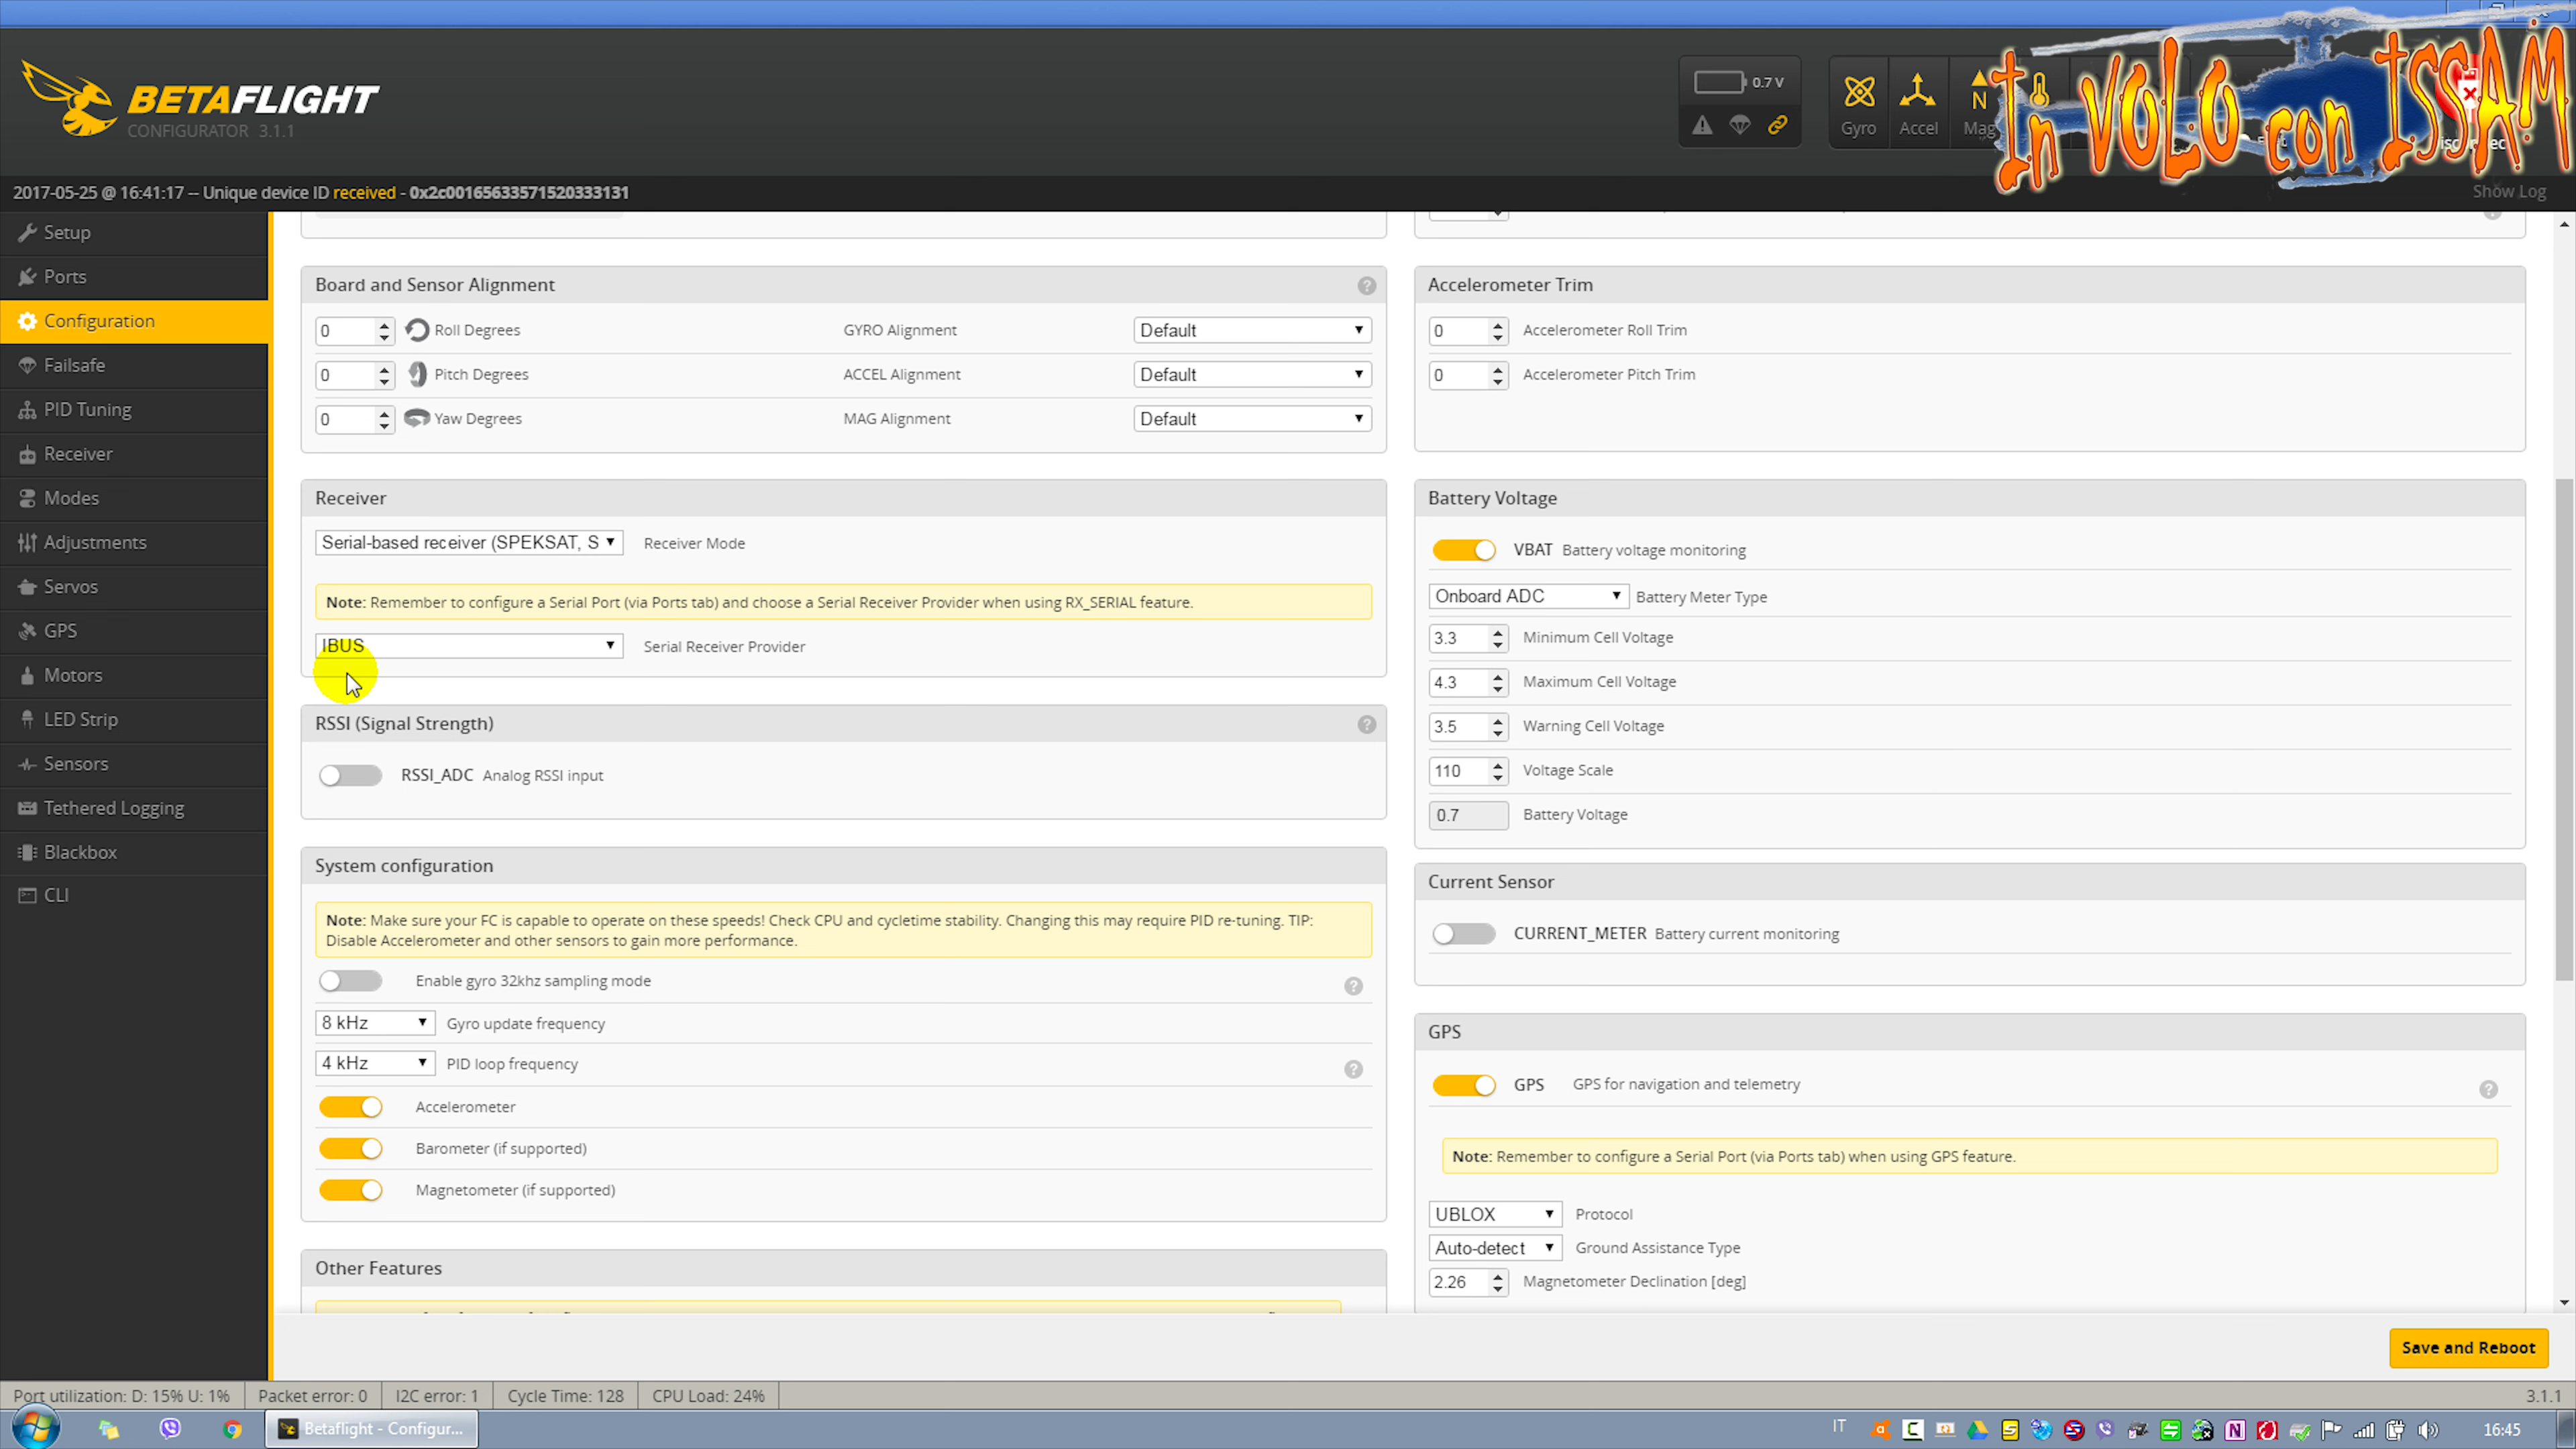 BETAFLIGHT
CONFIGURATOR 3.1.1
0.7 V
Gyro
Accel
Mag
In VOLO con ISSAM
2017-05-25 @ 16:41:17 -- Unique device ID received - 0x2c0016563357152033​3131
Show Log
Setup
Ports
Configuration
Failsafe
PID Tuning
Receiver
Modes
Adjustments
Servos
GPS
Motors
LED Strip
Sensors
Tethered Logging
Blackbox
CLI
Board and Sensor Alignment
0 Roll Degrees GYRO Alignment Default
0 Pitch Degrees ACCEL Alignment Default
0 Yaw Degrees MAG Alignment Default
Accelerometer Trim
0 Accelerometer Roll Trim
0 Accelerometer Pitch Trim
Receiver
Serial-based receiver (SPEKSAT, S Receiver Mode
Note: Remember to configure a Serial Port (via Ports tab) and choose a Serial Receiver Provider when using RX_SERIAL feature.
IBUS Serial Receiver Provider
Battery Voltage
VBAT Battery voltage monitoring
Onboard ADC Battery Meter Type
3.3 Minimum Cell Voltage
4.3 Maximum Cell Voltage
3.5 Warning Cell Voltage
110 Voltage Scale
0.7 Battery Voltage
RSSI (Signal Strength)
RSSI_ADC Analog RSSI input
System configuration
Note: Make sure your FC is capable to operate on these speeds! Check CPU and cycletime stability. Changing this may require PID re-tuning. TIP:
Disable Accelerometer and other sensors to gain more performance.
Enable gyro 32khz sampling mode
8 kHz Gyro update frequency
4 kHz PID loop frequency
Accelerometer
Barometer (if supported)
Magnetometer (if supported)
Current Sensor
CURRENT_METER Battery current monitoring
GPS
GPS GPS for navigation and telemetry
Note: Remember to configure a Serial Port (via Ports tab) when using GPS feature.
UBLOX Protocol
Auto-detect Ground Assistance Type
2.26 Magnetometer Declination [deg]
Other Features
Save and Reboot
Port utilization: D: 15% U: 1% Packet error: 0 I2C error: 1 Cycle Time: 128 CPU Load: 24% 3.1.1
Betaflight - Configur... IT 16:45